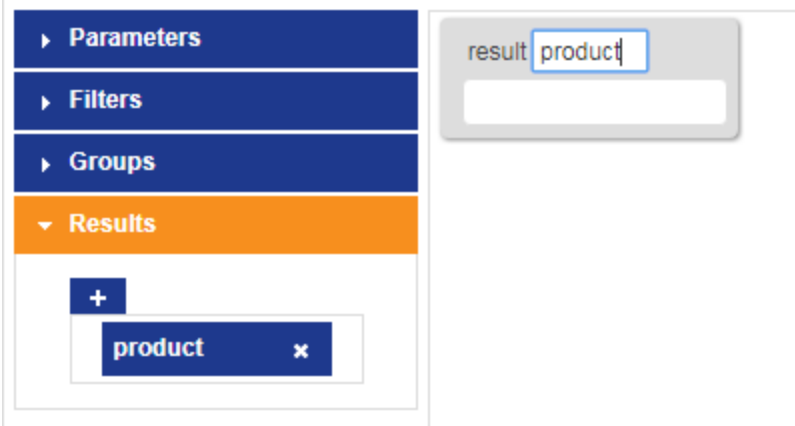 Parameters
Filters
Groups
Results
+
product ×
result product